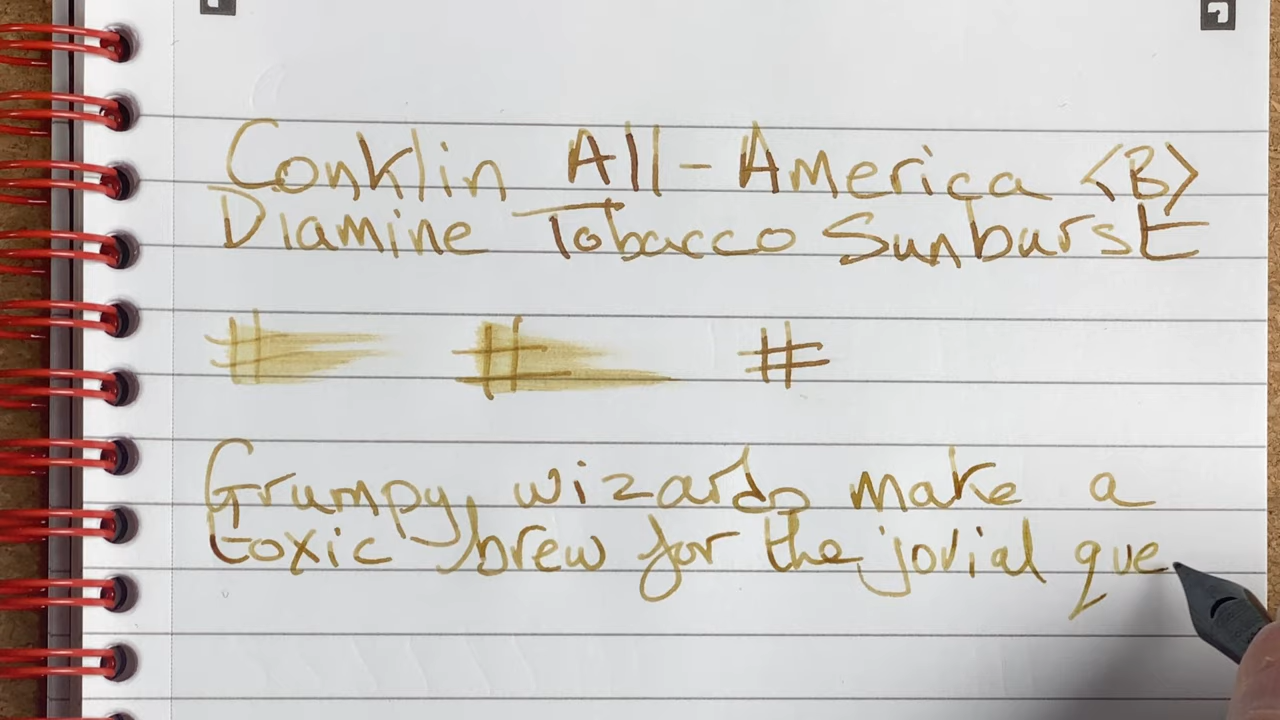 Conklin All-America <B>
Diamine Tobacco Sunburst
# # #
Grumpy wizards make a
toxic brew for the jovial que